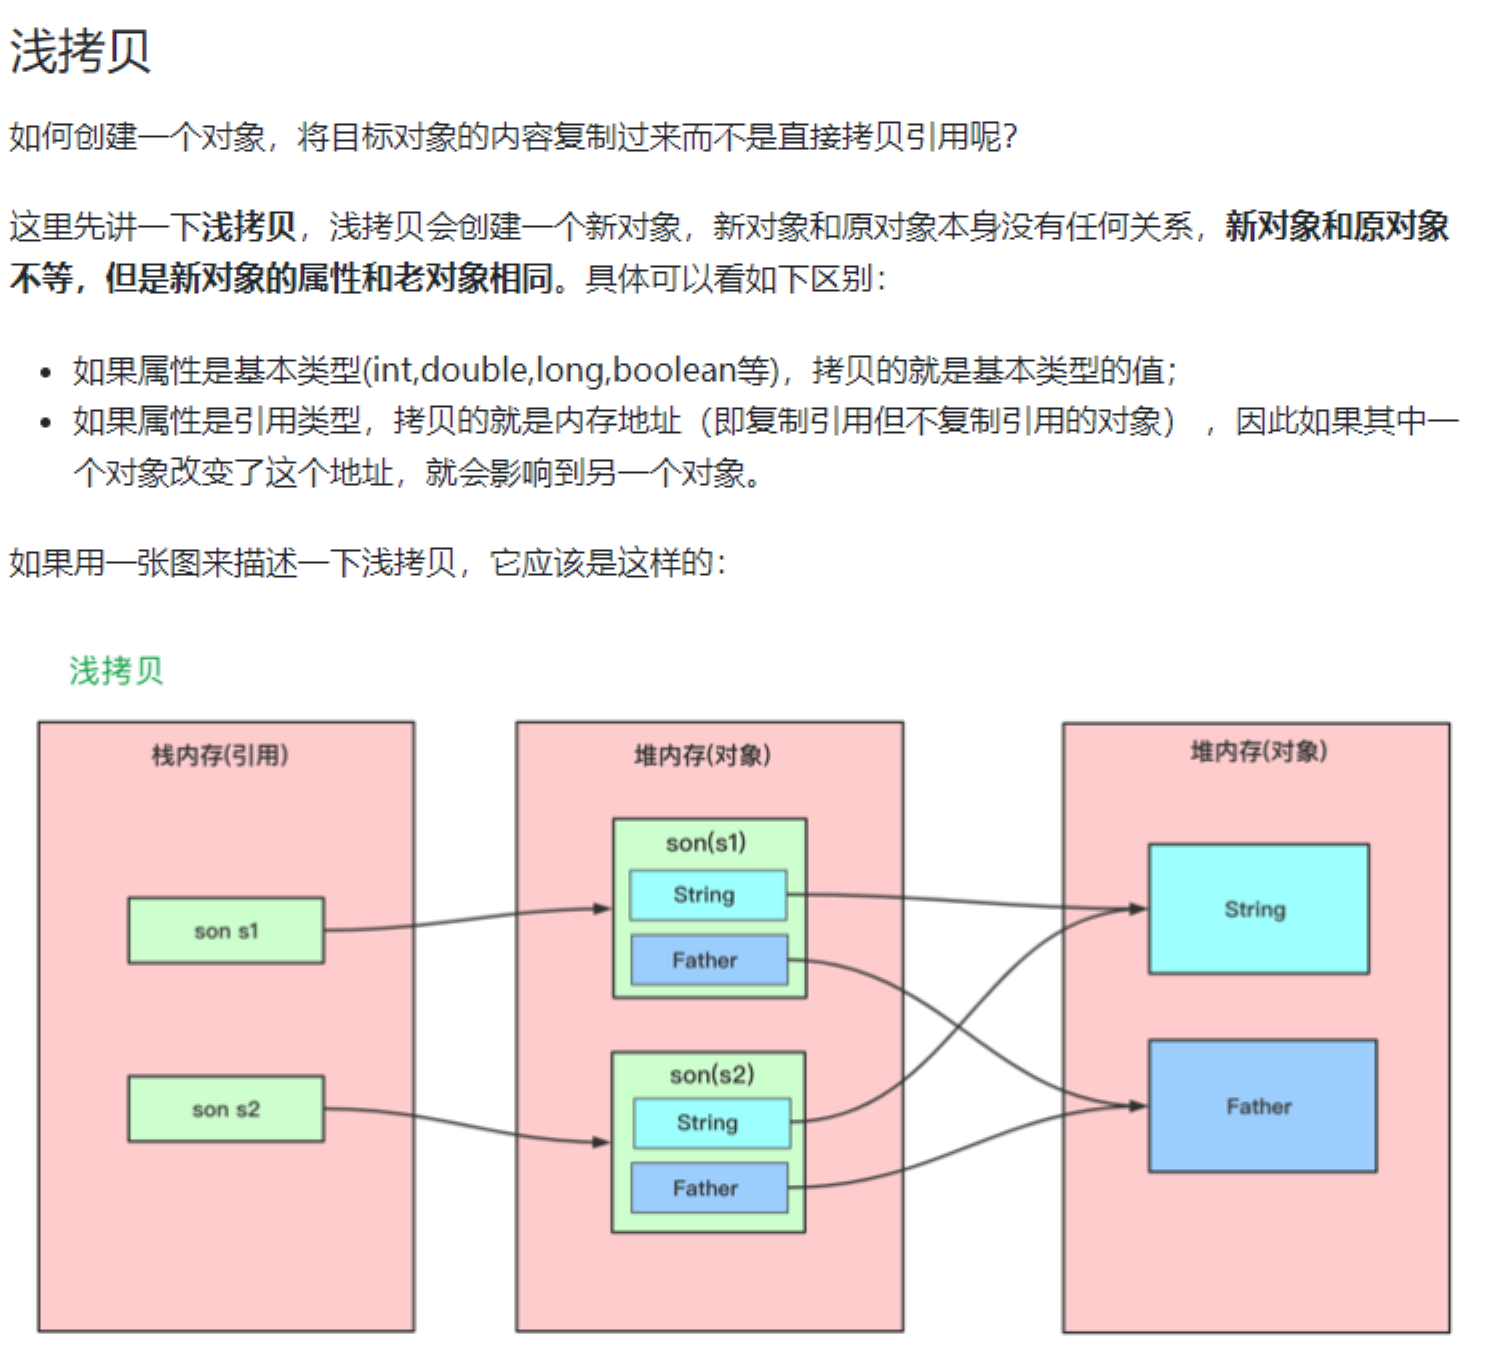 浅拷贝
如何创建一个对象，将目标对象的内容复制过来而不是直接拷贝引用呢？
这里先讲一下浅拷贝，浅拷贝会创建一个新对象，新对象和原对象本身没有任何关系，新对象和原对象
不等，但是新对象的属性和老对象相同。具体可以看如下区别：
• 如果属性是基本类型(int,double,long,boolean等)，拷贝的就是基本类型的值；
• 如果属性是引用类型，拷贝的就是内存地址（即复制引用但不复制引用的对象） ，因此如果其中一
个对象改变了这个地址，就会影响到另一个对象。
如果用一张图来描述一下浅拷贝，它应该是这样的：
浅拷贝
栈内存(引用)
son s1
son s2
堆内存(对象)
son(s1)
String
Father
son(s2)
String
Father
堆内存(对象)
String
Father